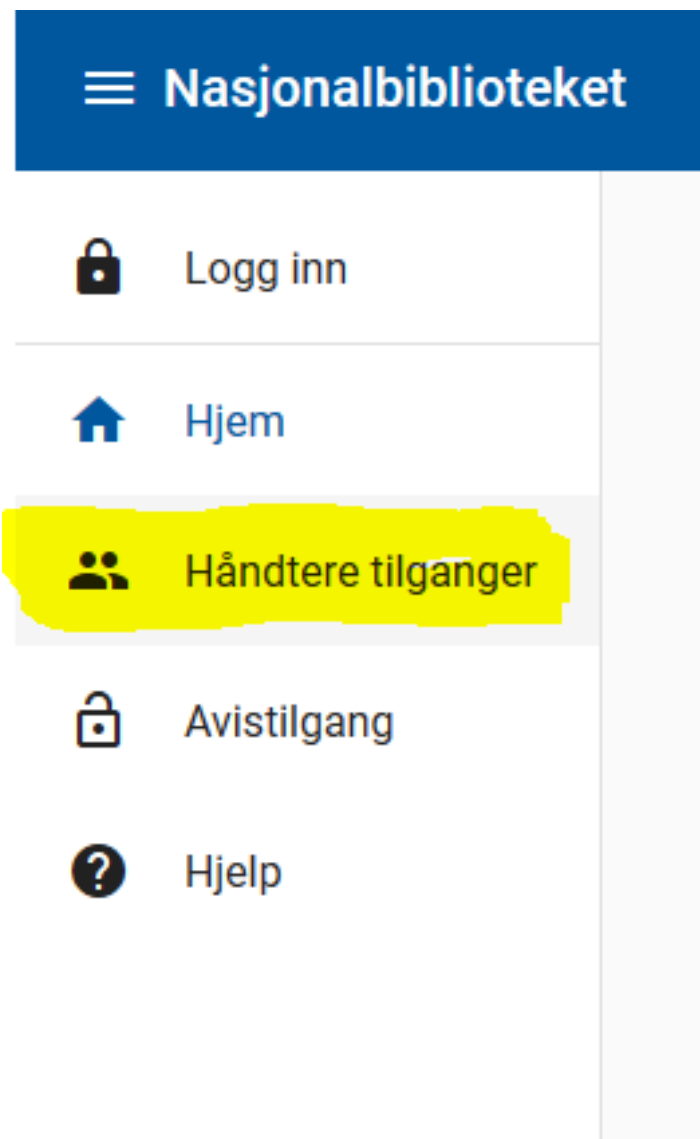 Nasjonalbiblioteket
Logg inn
Hjem
Håndtere tilganger
Avistilgang
Hjelp